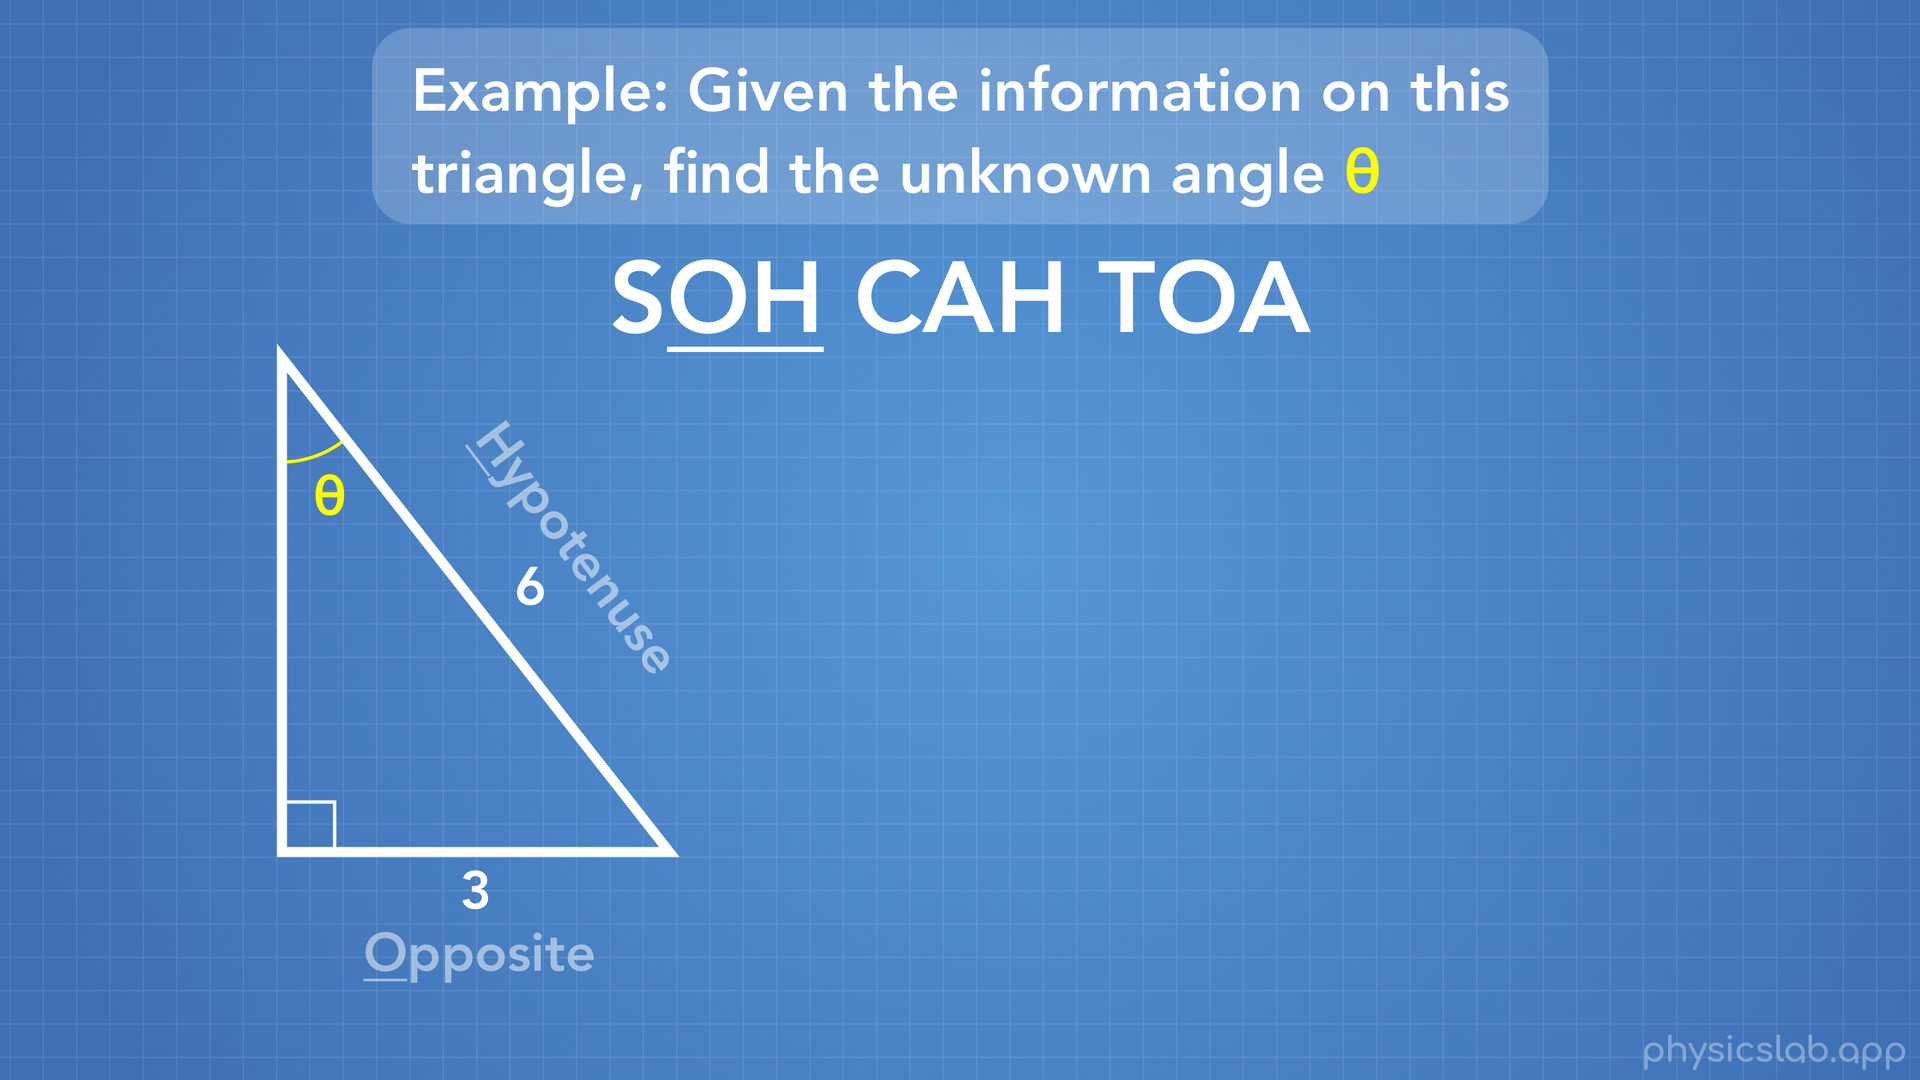 Example: Given the information on this
triangle, find the unknown angle θ
SOH CAH TOA
θ
Hypotenuse
6
3
Opposite
physicslab.app